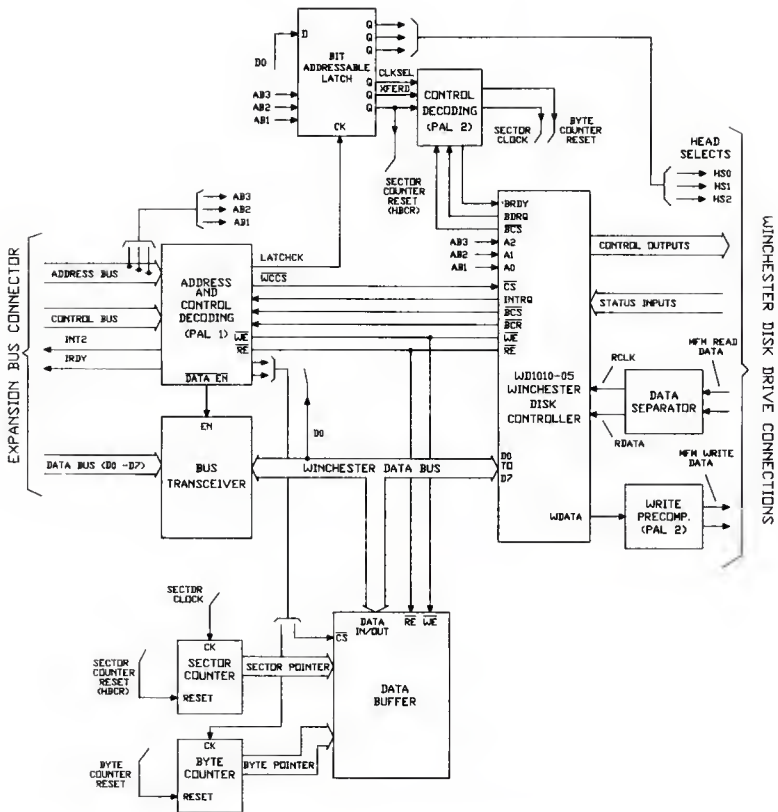 D
BIT
ADDRESSABLE
LATCH
Q
Q
Q
D0
AB3
AB2
AB1
CK
Q
Q
Q
CLKSEL
XFERD
CONTROL
DECODING
(PAL 2)
SECTOR
COUNTER
RESET
(HBCR)
SECTOR
CLOCK
BYTE
COUNTER
RESET
HEAD
SELECTS
HS0
HS1
HS2
WINCHESTER DISK DRIVE CONNECTIONS
EXPANSION BUS CONNECTOR
AB3
AB2
AB1
ADDRESS BUS
CONTROL BUS
INT2
IRDY
DATA BUS (D0 -D7)
ADDRESS
AND
CONTROL
DECODING
(PAL 1)
DATA EN
LATCHCK
WCCS
WE
RE
EN
BUS
TRANSCEIVER
D0
WINCHESTER DATA BUS
AB3
AB2
AB1
BRDY
BDRQ
BCS
A2
A1
A0
CS
INTRQ
BCS
BCR
WE
RE
WD1010-05
WINCHESTER
DISK
CONTROLLER
D0
TO
D7
WDATA
CONTROL OUTPUTS
STATUS INPUTS
RCLK
RDATA
DATA
SEPARATOR
MFM READ
DATA
MFM WRITE
DATA
WRITE
PRECOMP.
(PAL 2)
SECTOR
CLOCK
SECTOR
COUNTER
RESET
(HBCR)
CK
SECTOR
COUNTER
RESET
SECTOR POINTER
BYTE
COUNTER
RESET
CK
BYTE
COUNTER
RESET
BYTE POINTER
CS
DATA
IN/OUT
RE
WE
DATA
BUFFER